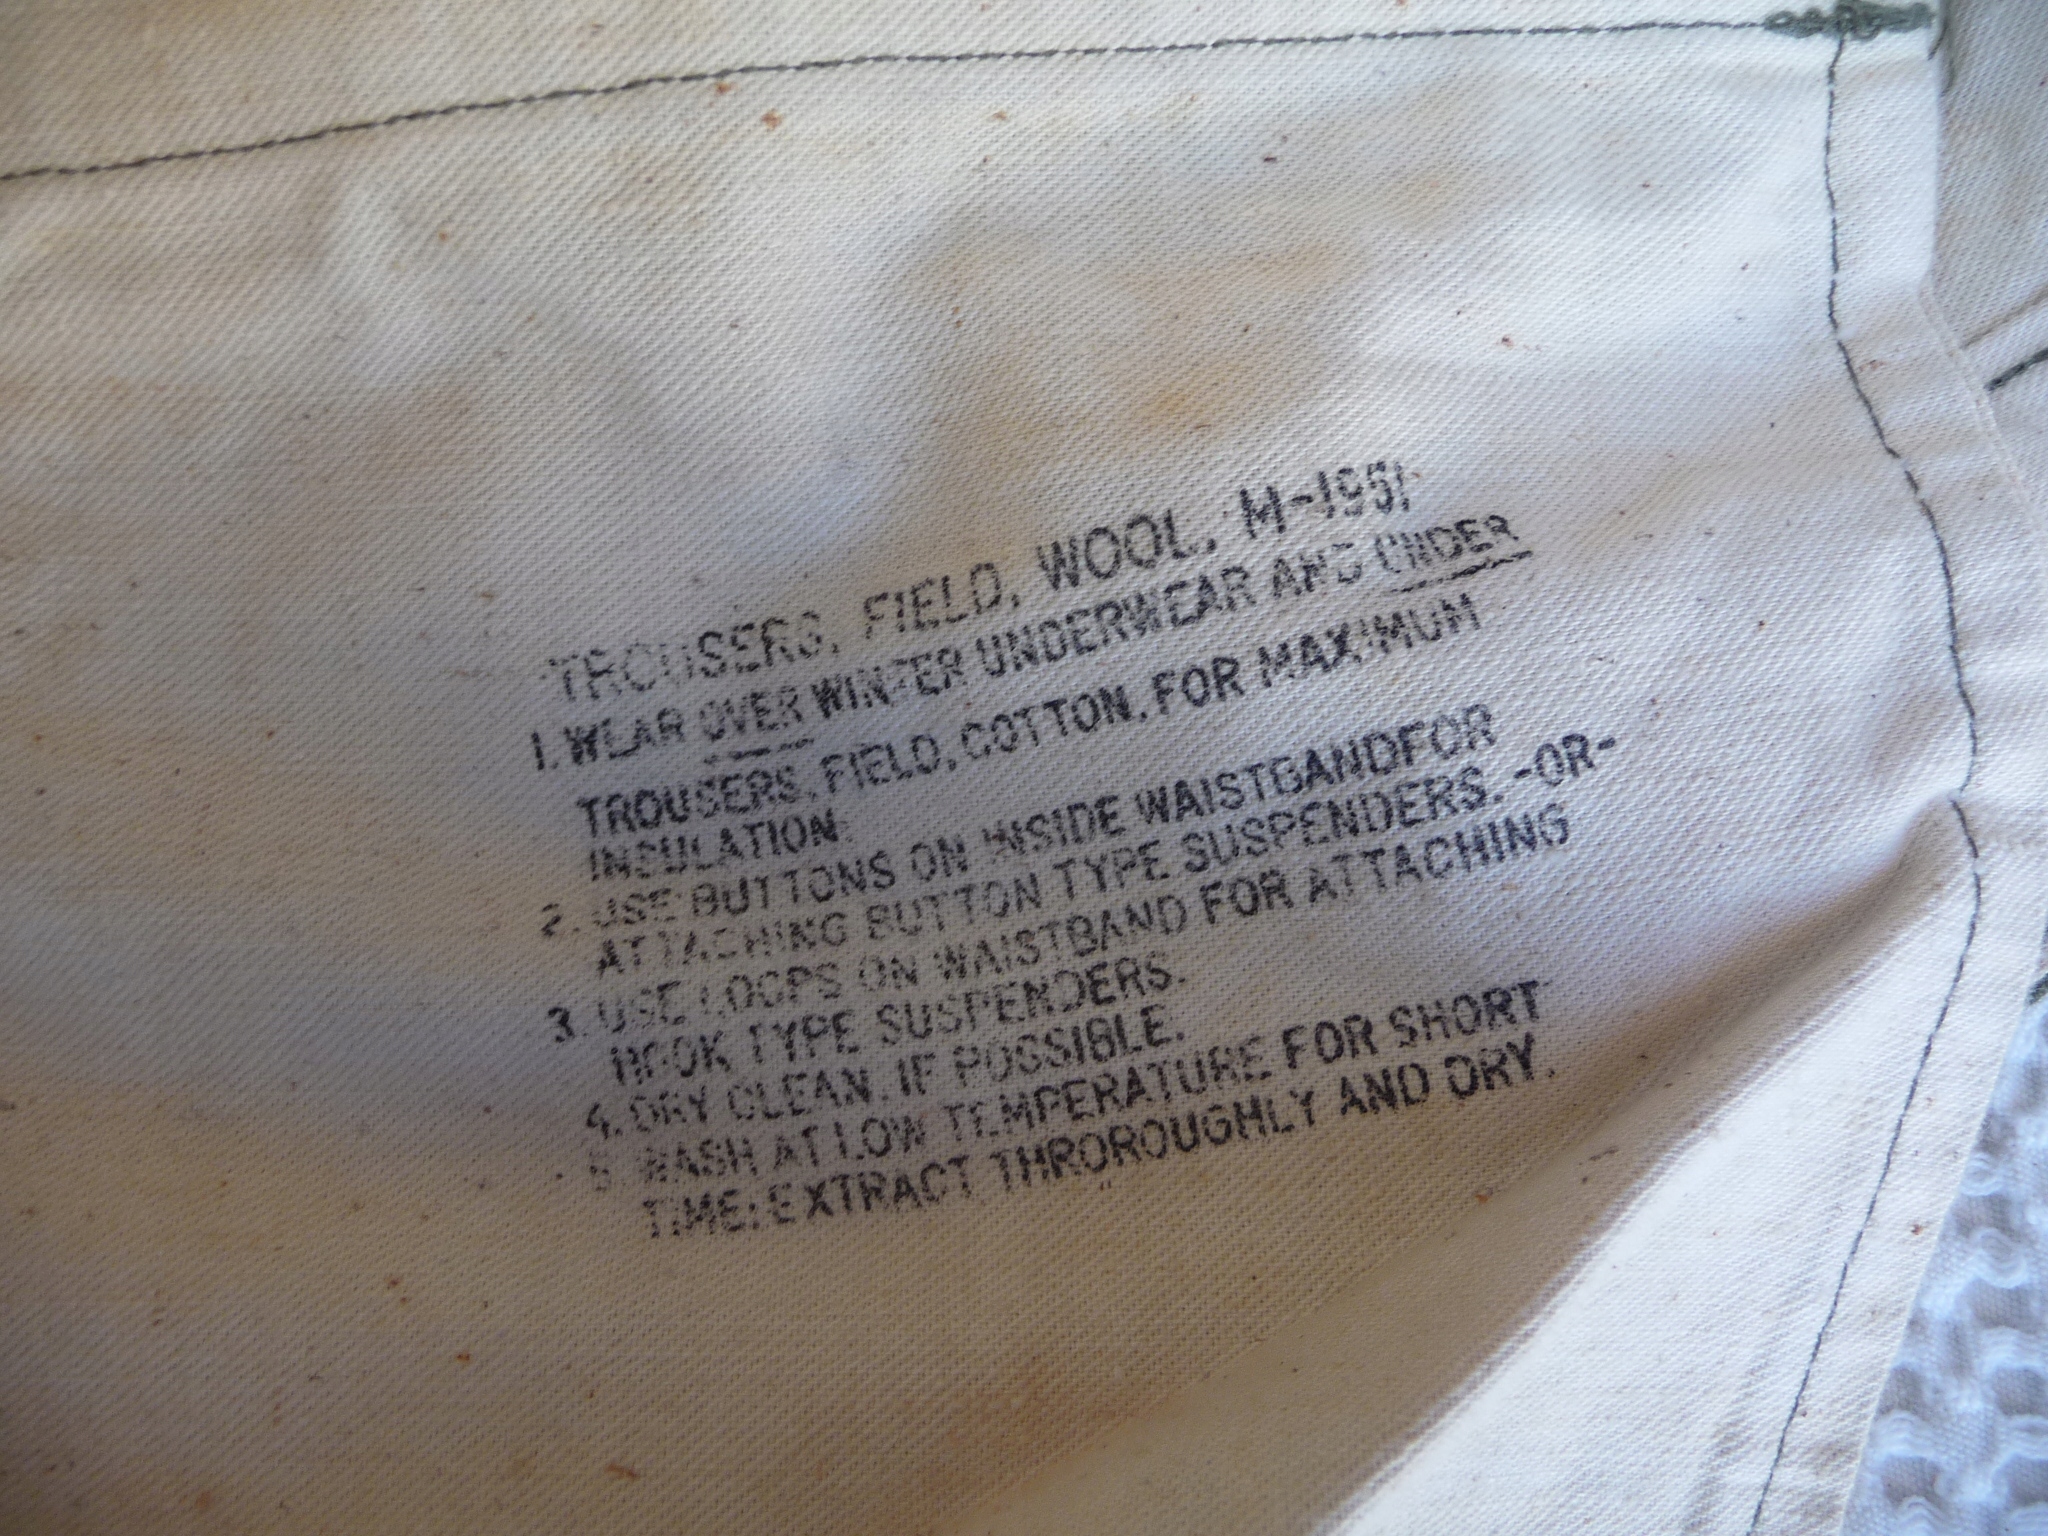 TROUSERS, FIELD, WOOL, M-1951
1. WEAR OVER WINTER UNDERWEAR AND UNDER
TROUSERS, FIELD, COTTON, FOR MAXIMUM
INSULATION.
2. USE BUTTONS ON INSIDE WAISTBANDFOR
ATTACHING BUTTON TYPE SUSPENDERS. -OR-
3. USE LOOPS ON WAISTBAND FOR ATTACHING
HOOK TYPE SUSPENDERS.
4. DRY CLEAN, IF POSSIBLE.
5. WASH AT LOW TEMPERATURE FOR SHORT
TIME; EXTRACT THROROUGHLY AND DRY.